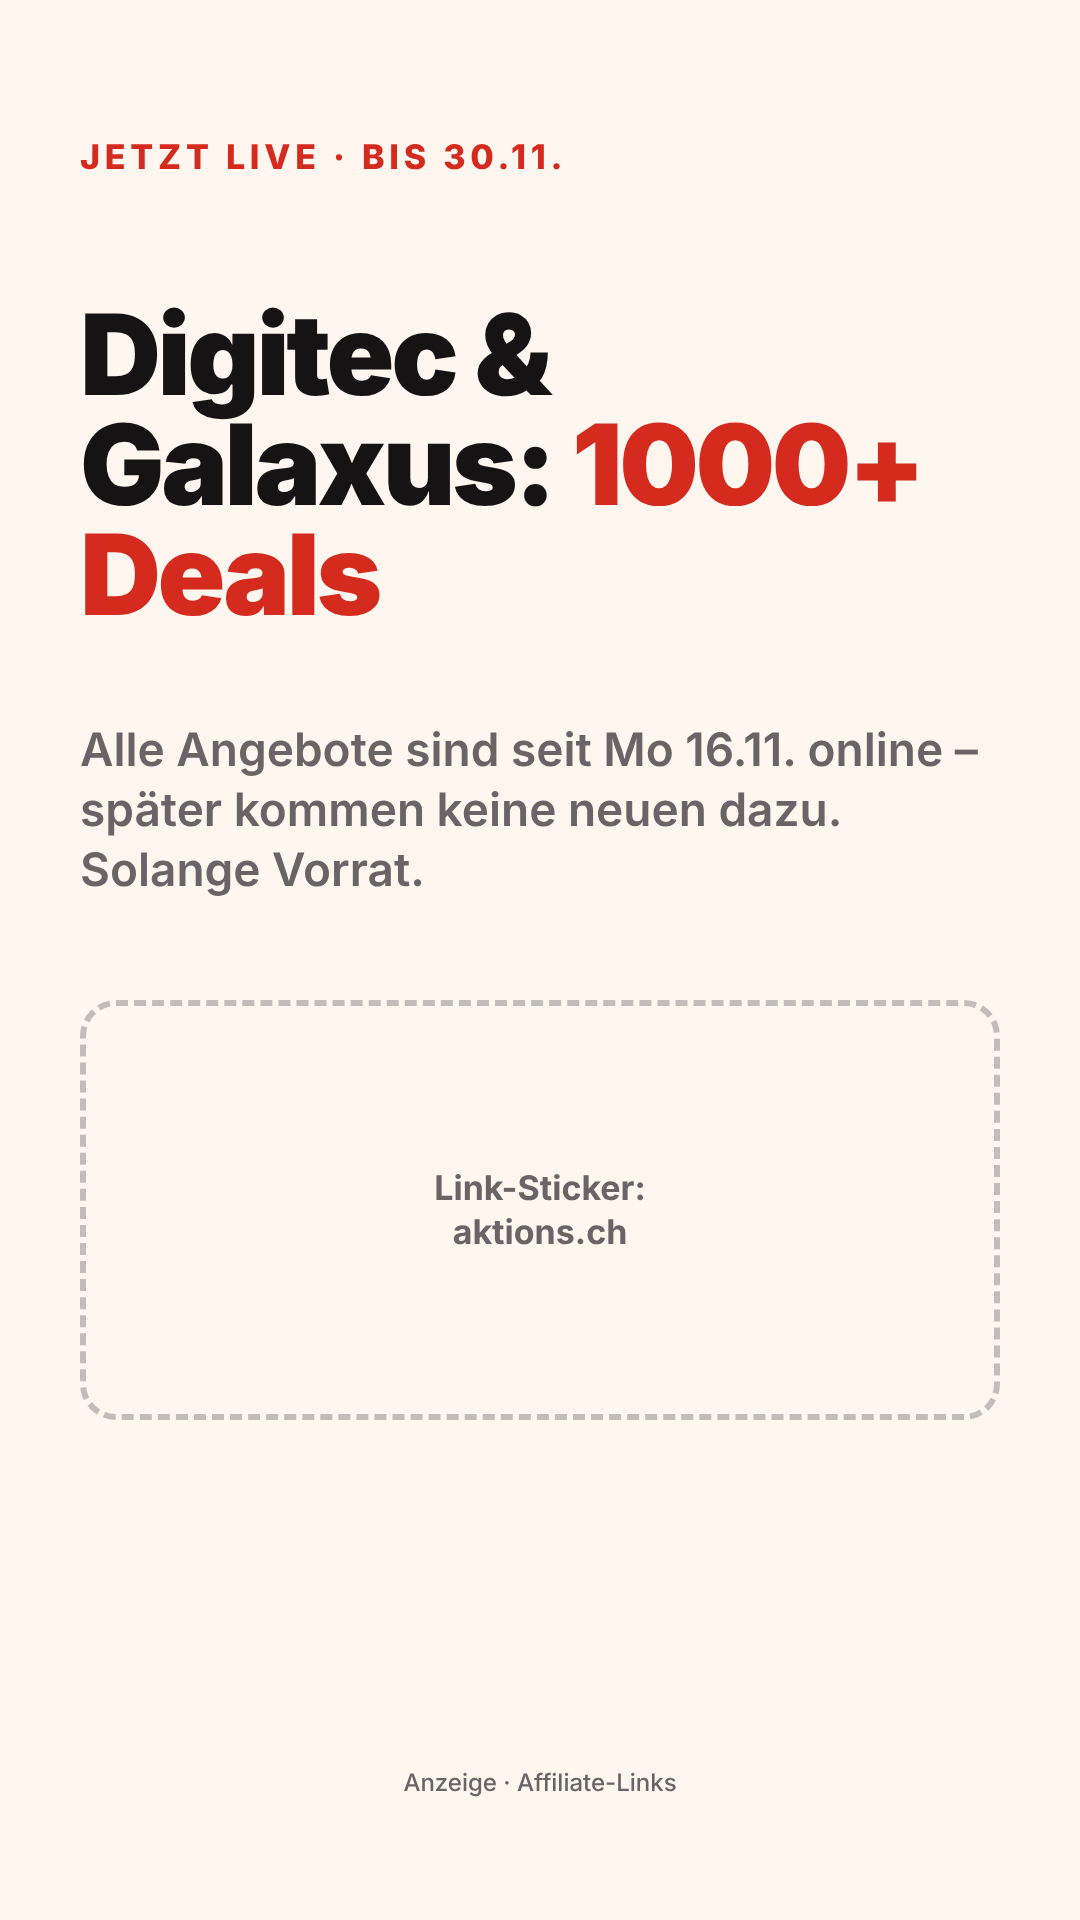 JETZT LIVE · BIS 30.11.
Digitec &
Galaxus: 1000+
Deals
Alle Angebote sind seit Mo 16.11. online –
später kommen keine neuen dazu.
Solange Vorrat.
Link-Sticker:
aktions.ch
Anzeige · Affiliate-Links